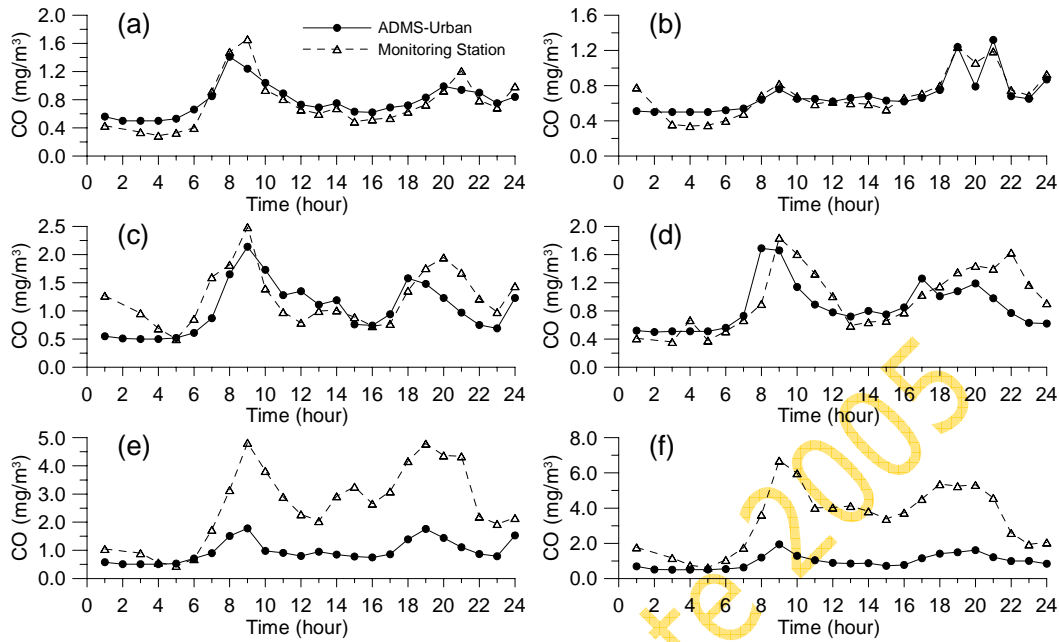 (a)
ADMS-Urban
Monitoring Station
CO (mg/m³)
2.0
1.6
1.2
0.8
0.4
0.0
0 2 4 6 8 10 12 14 16 18 20 22 24
Time (hour)
(b)
CO (mg/m³)
1.6
1.2
0.8
0.4
0.0
0 2 4 6 8 10 12 14 16 18 20 22 24
Time (hour)
(c)
CO (mg/m³)
2.5
2.0
1.5
1.0
0.5
0.0
0 2 4 6 8 10 12 14 16 18 20 22 24
Time (hour)
(d)
CO (mg/m³)
2.0
1.6
1.2
0.8
0.4
0.0
0 2 4 6 8 10 12 14 16 18 20 22 24
Time (hour)
(e)
CO (mg/m³)
5.0
4.0
3.0
2.0
1.0
0.0
0 2 4 6 8 10 12 14 16 18 20 22 24
Time (hour)
(f)
CO (mg/m³)
8.0
6.0
4.0
2.0
0.0
0 2 4 6 8 10 12 14 16 18 20 22 24
Time (hour)
te 2005